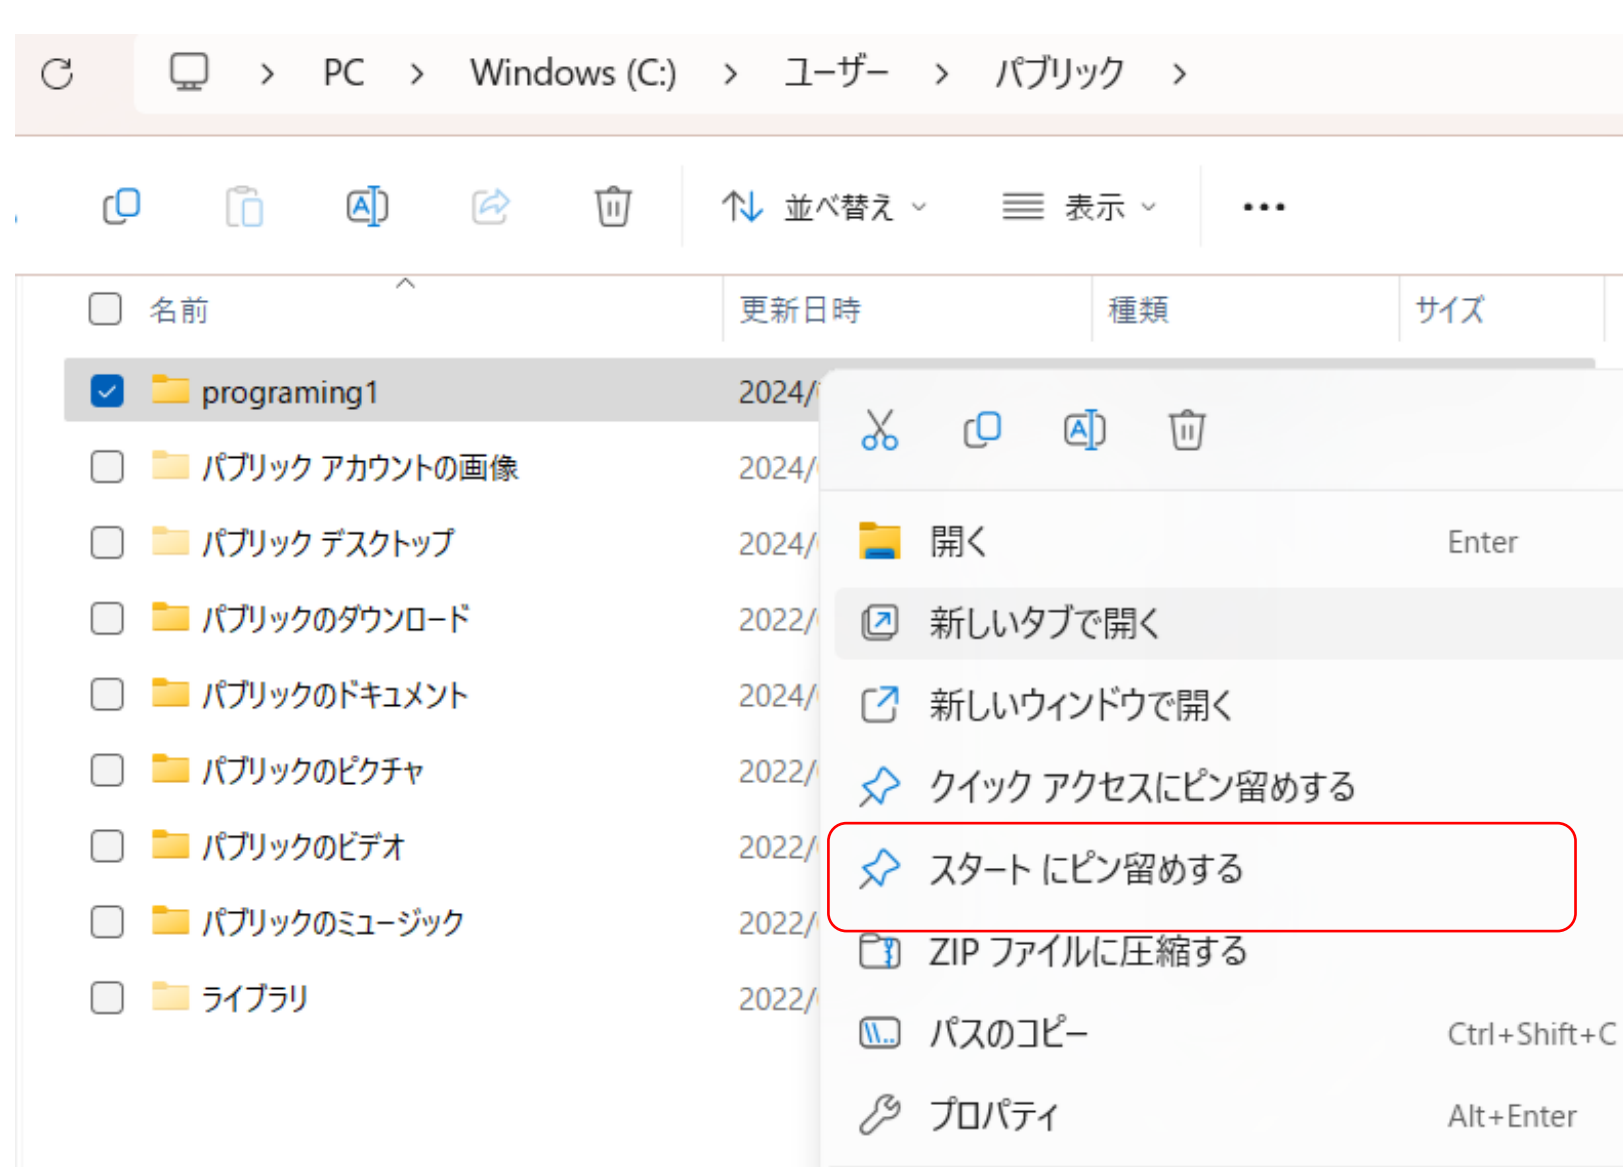 PC > Windows (C:) > ユーザー > パブリック >
並べ替え 表示 •••
名前 更新日時 種類 サイズ
programing1 2024/
パブリック アカウントの画像 2024/
パブリック デスクトップ 2024/
パブリックのダウンロード 2022/
パブリックのドキュメント 2024/
パブリックのピクチャ 2022/
パブリックのビデオ 2022/
パブリックのミュージック 2022/
ライブラリ 2022/
開く Enter
新しいタブで開く
新しいウィンドウで開く
クイック アクセスにピン留めする
スタート にピン留めする
ZIP ファイルに圧縮する
パスのコピー Ctrl+Shift+C
プロパティ Alt+Enter